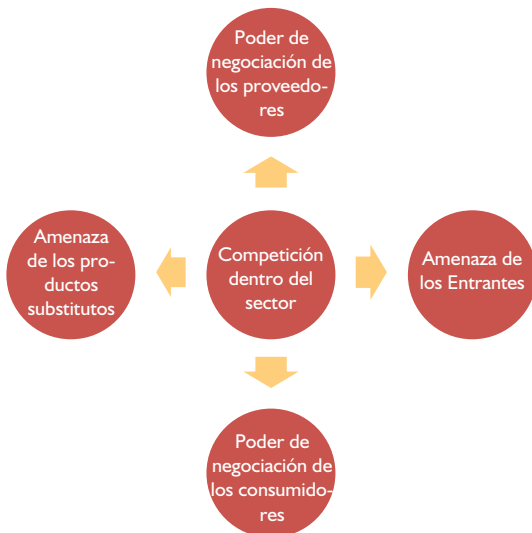 Poder de
negociación de
los proveedo-
res
Amenaza
de los pro-
ductos
substitutos
Competición
dentro del
sector
Amenaza de
los Entrantes
Poder de
negociación de
los consumido-
res